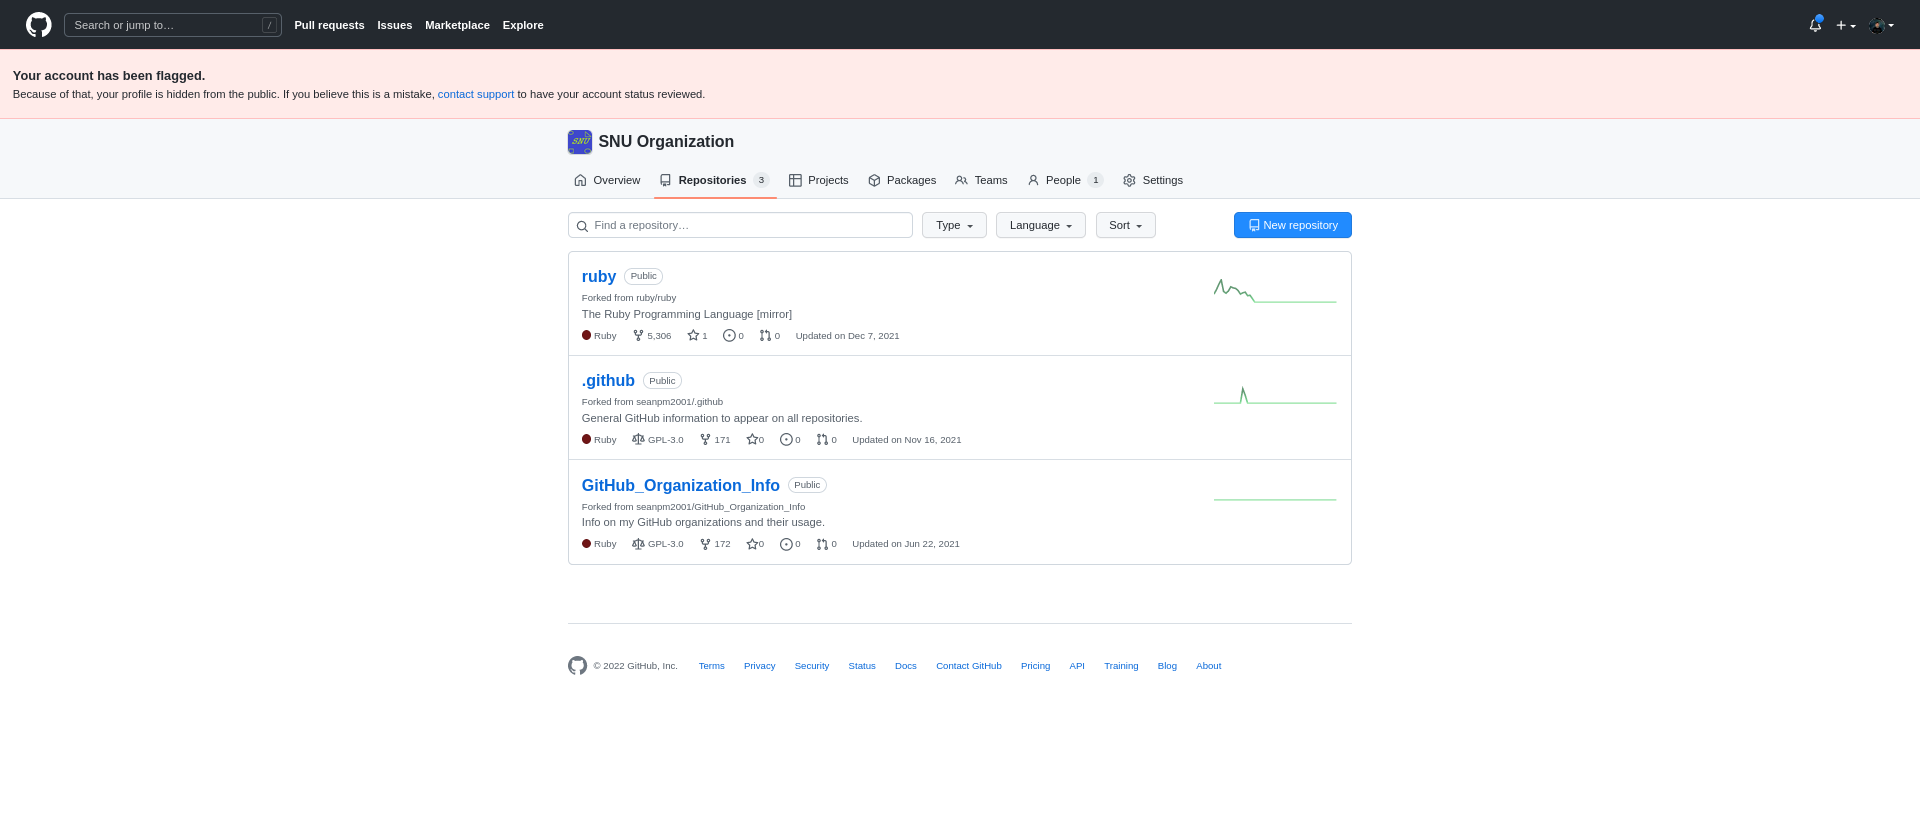 Search or jump to… /
Pull requests Issues Marketplace Explore
Your account has been flagged.
Because of that, your profile is hidden from the public. If you believe this is a mistake, contact support to have your account status reviewed.
SNU SNU Organization
Overview Repositories 3 Projects Packages Teams People 1 Settings
Find a repository… Type Language Sort New repository
ruby Public
Forked from ruby/ruby
The Ruby Programming Language [mirror]
Ruby 5,306 1 0 0 Updated on Dec 7, 2021
.github Public
Forked from seanpm2001/.github
General GitHub information to appear on all repositories.
Ruby GPL-3.0 171 0 0 0 Updated on Nov 16, 2021
GitHub_Organization_Info Public
Forked from seanpm2001/GitHub_Organization_Info
Info on my GitHub organizations and their usage.
Ruby GPL-3.0 172 0 0 0 Updated on Jun 22, 2021
© 2022 GitHub, Inc. Terms Privacy Security Status Docs Contact GitHub Pricing API Training Blog About